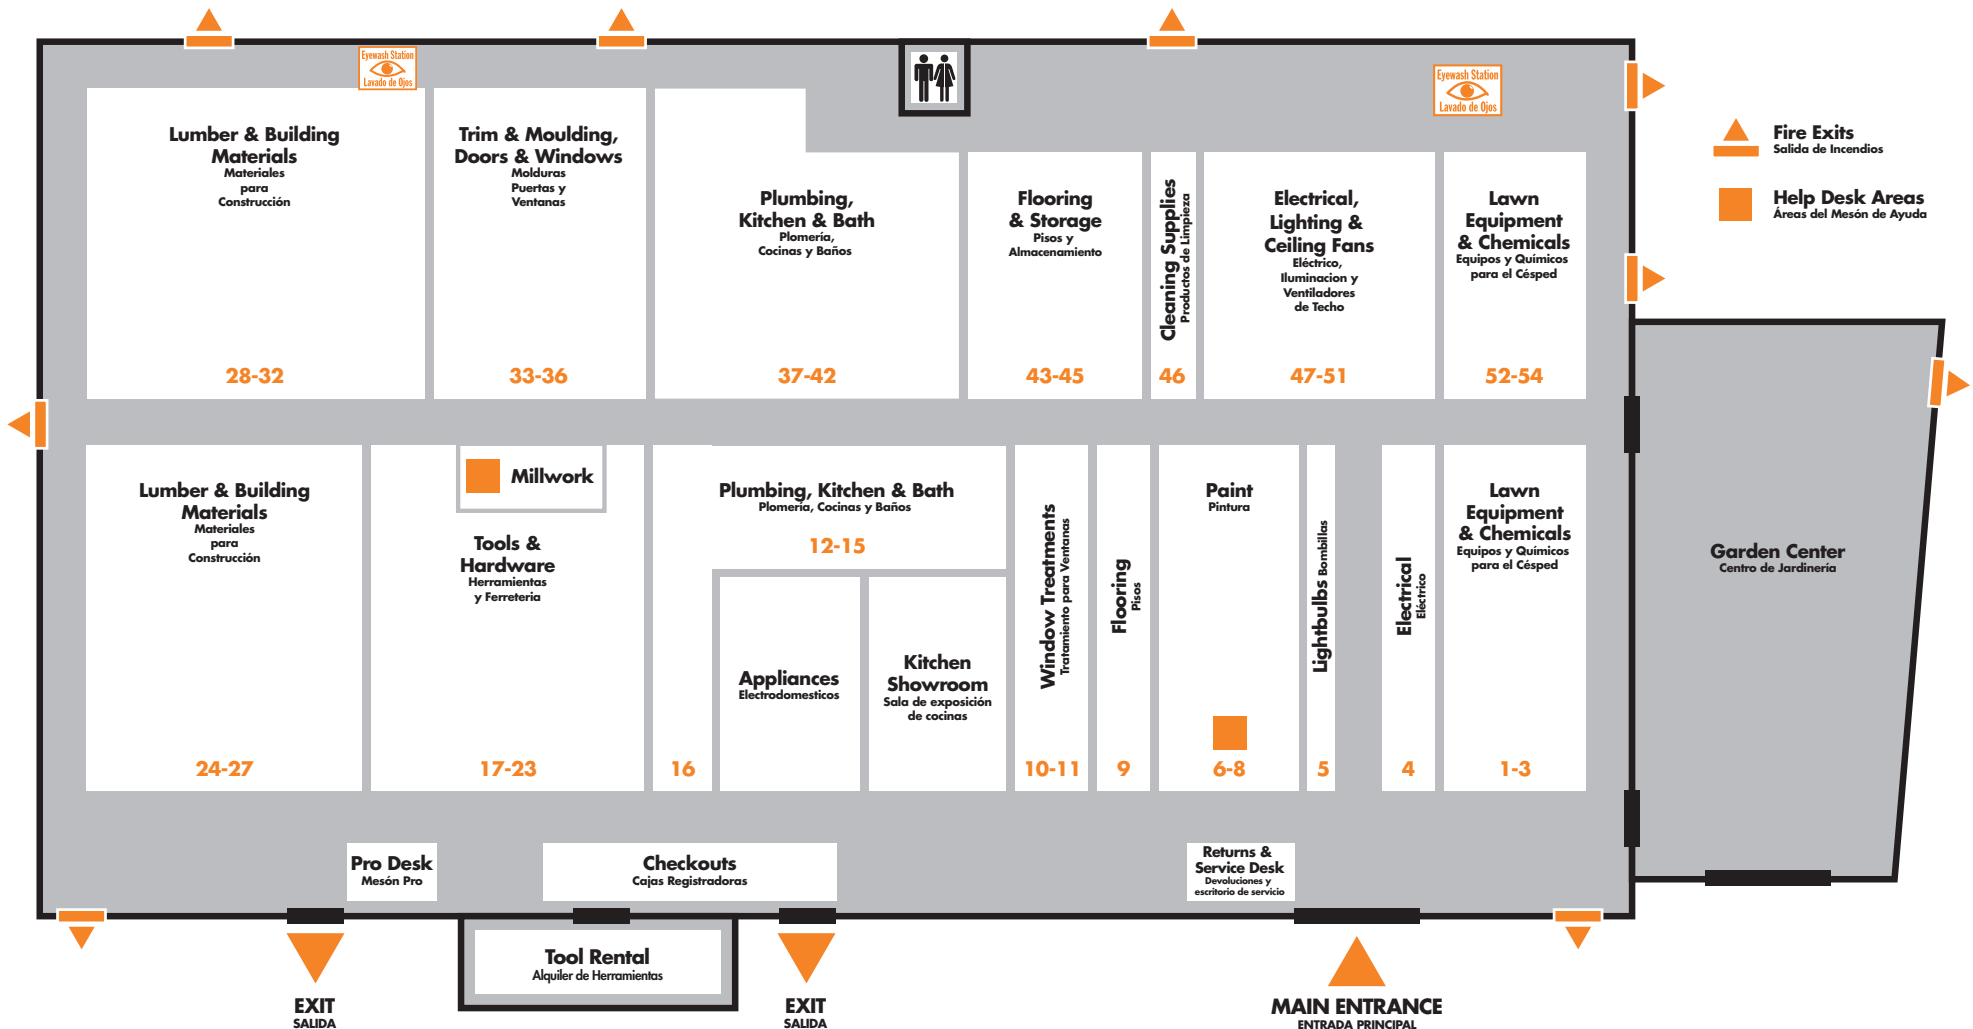 Eyewash Station
Lavado de Ojos
Eyewash Station
Lavado de Ojos
Fire Exits
Salida de Incendios
Help Desk Areas
Áreas del Mesón de Ayuda
Lumber & Building
Materials
Materiales
para
Construcción
28-32
Trim & Moulding,
Doors & Windows
Molduras
Puertas y
Ventanas
33-36
Plumbing,
Kitchen & Bath
Plomería,
Cocinas y Baños
37-42
Flooring
& Storage
Pisos y
Almacenamiento
43-45
Cleaning Supplies
Productos de Limpieza
46
Electrical,
Lighting &
Ceiling Fans
Eléctrico,
Iluminacion y
Ventiladores
de Techo
47-51
Lawn
Equipment
& Chemicals
Equipos y Químicos
para el Césped
52-54
Lumber & Building
Materials
Materiales
para
Construcción
24-27
Millwork
Tools &
Hardware
Herramientas
y Ferreteria
17-23
16
Plumbing, Kitchen & Bath
Plomería, Cocinas y Baños
12-15
Appliances
Electrodomesticos
Kitchen
Showroom
Sala de exposición
de cocinas
Window Treatments
Tratamiento para Ventanas
10-11
Flooring
Pisos
9
Paint
Pintura
6-8
Lightbulbs Bombillas
5
Electrical
Eléctrico
4
Lawn
Equipment
& Chemicals
Equipos y Químicos
para el Césped
1-3
Garden Center
Centro de Jardinería
Pro Desk
Mesón Pro
Checkouts
Cajas Registradoras
Returns &
Service Desk
Devoluciones y
escritorio de servicio
Tool Rental
Alquiler de Herramientas
EXIT
SALIDA
EXIT
SALIDA
MAIN ENTRANCE
ENTRADA PRINCIPAL